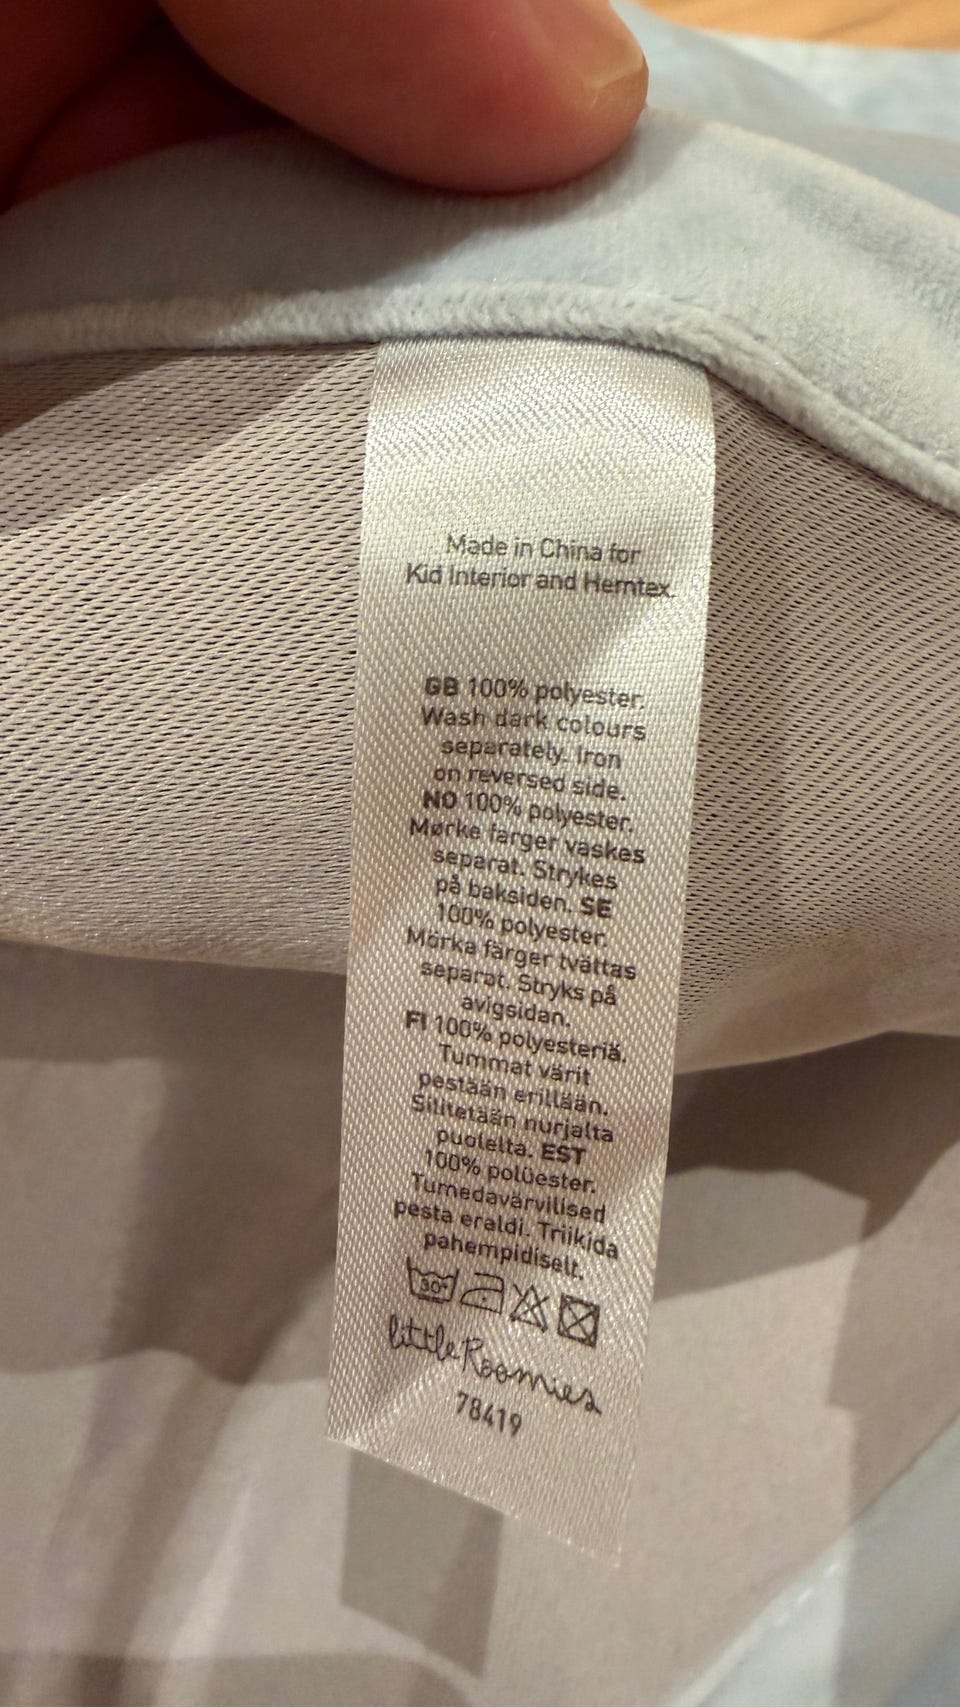 Made in China for
Kid Interior and Hemtex.
GB 100% polyester.
Wash dark colours
separately. Iron
on reversed side.
NO 100% polyester.
Mørke farger vaskes
separat. Strykes
på baksiden. SE
100% polyester.
Mörka färger tvättas
separat. Stryks på
avigsidan.
FI 100% polyesteriä.
Tummat värit
pestään erillään.
Silitetään nurjalta
puolelta. EST
100% polüester.
Tumedavärvilised
pesta eraldi. Triikida
pahempidiselt.
30°
little Roomies
78419